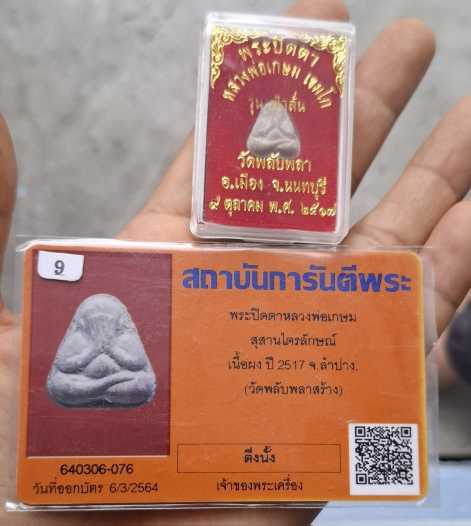 พระปิดตา
หลวงพ่อเกษม เขมโก
รุ่น ฟ้าลั่น
วัดพลับพลา
อ.เมือง จ.นนทบุรี
๙ ตุลาคม พ.ศ. ๒๕๑๗
9
สถาบันการันตีพระ
พระปิดตาหลวงพ่อเกษม
สุสานไตรลักษณ์
เนื้อผง ปี 2517 จ.ลำปาง.
(วัดพลับพลาสร้าง)
ตึ่งนั้ง
640306-076
วันที่ออกบัตร 6/3/2564
เจ้าของพระเครื่อง